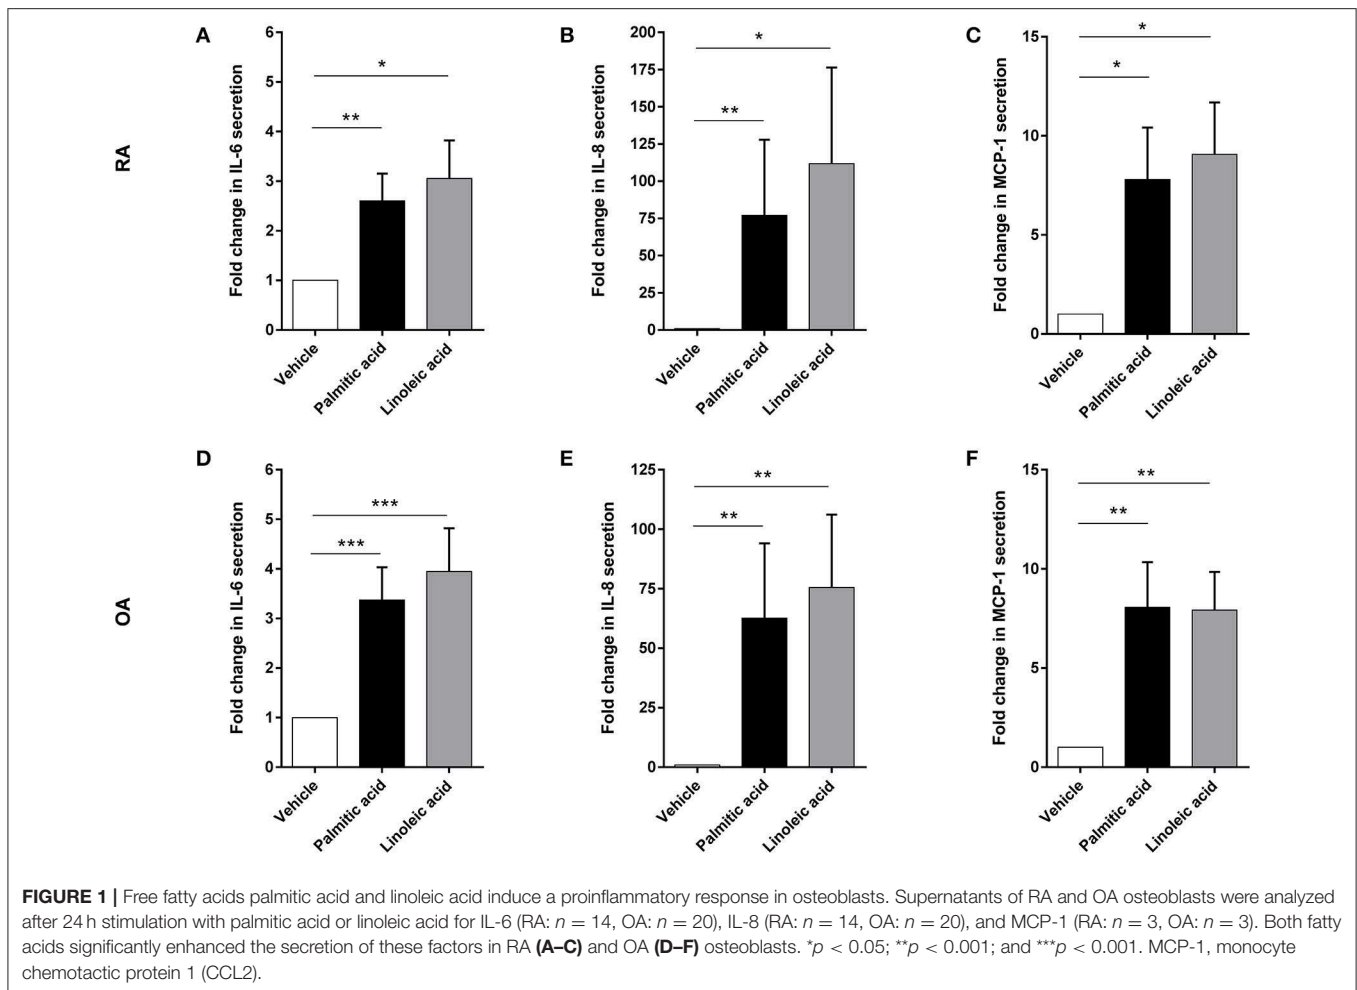 A
Fold change in IL-6 secretion
6
5
4
3
2
1
0
*
**
Vehicle
Palmitic acid
Linoleic acid
B
Fold change in IL-8 secretion
200
175
150
125
100
75
50
25
0
*
**
Vehicle
Palmitic acid
Linoleic acid
C
Fold change in MCP-1 secretion
15
10
5
0
*
*
Vehicle
Palmitic acid
Linoleic acid
RA
D
Fold change in IL-6 secretion
6
5
4
3
2
1
0
***
***
Vehicle
Palmitic acid
Linoleic acid
E
Fold change in IL-8 secretion
125
100
75
50
25
0
**
**
Vehicle
Palmitic acid
Linoleic acid
F
Fold change in MCP-1 secretion
15
10
5
0
**
**
Vehicle
Palmitic acid
Linoleic acid
OA
FIGURE 1 | Free fatty acids palmitic acid and linoleic acid induce a proinflammatory response in osteoblasts. Supernatants of RA and OA osteoblasts were analyzed
after 24 h stimulation with palmitic acid or linoleic acid for IL-6 (RA: n = 14, OA: n = 20), IL-8 (RA: n = 14, OA: n = 20), and MCP-1 (RA: n = 3, OA: n = 3). Both fatty
acids significantly enhanced the secretion of these factors in RA (A–C) and OA (D–F) osteoblasts. *p < 0.05; **p < 0.001; and ***p < 0.001. MCP-1, monocyte
chemotactic protein 1 (CCL2).